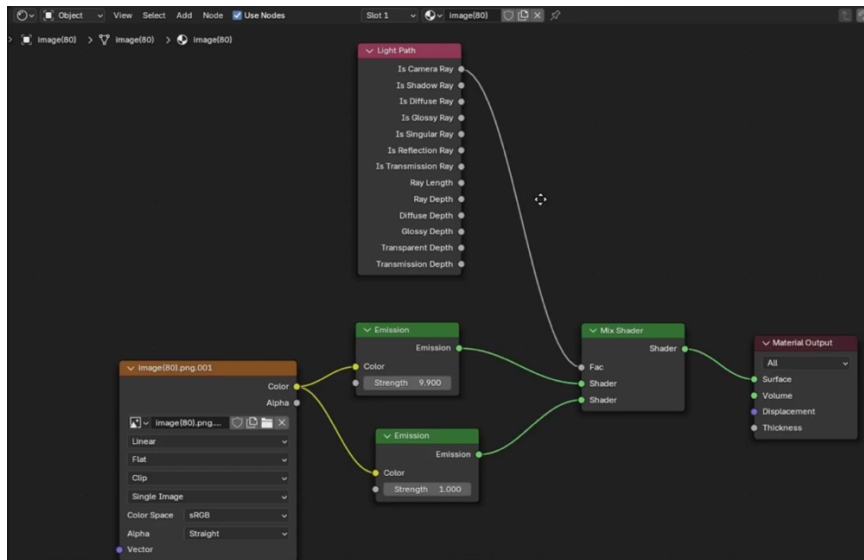 Object View Select Add Node Use Nodes Slot 1 image(80)
image(80) > image(80) > image(80)
Light Path
Is Camera Ray
Is Shadow Ray
Is Diffuse Ray
Is Glossy Ray
Is Singular Ray
Is Reflection Ray
Is Transmission Ray
Ray Length
Ray Depth
Diffuse Depth
Glossy Depth
Transparent Depth
Transmission Depth
Emission
Emission
Color
Strength 9.900
Mix Shader
Shader
Fac
Shader
Shader
Material Output
All
Surface
Volume
Displacement
Thickness
image(80).png.001
Color
Alpha
image(80).png....
Linear
Flat
Clip
Single Image
Color Space sRGB
Alpha Straight
Vector
Emission
Emission
Color
Strength 1.000